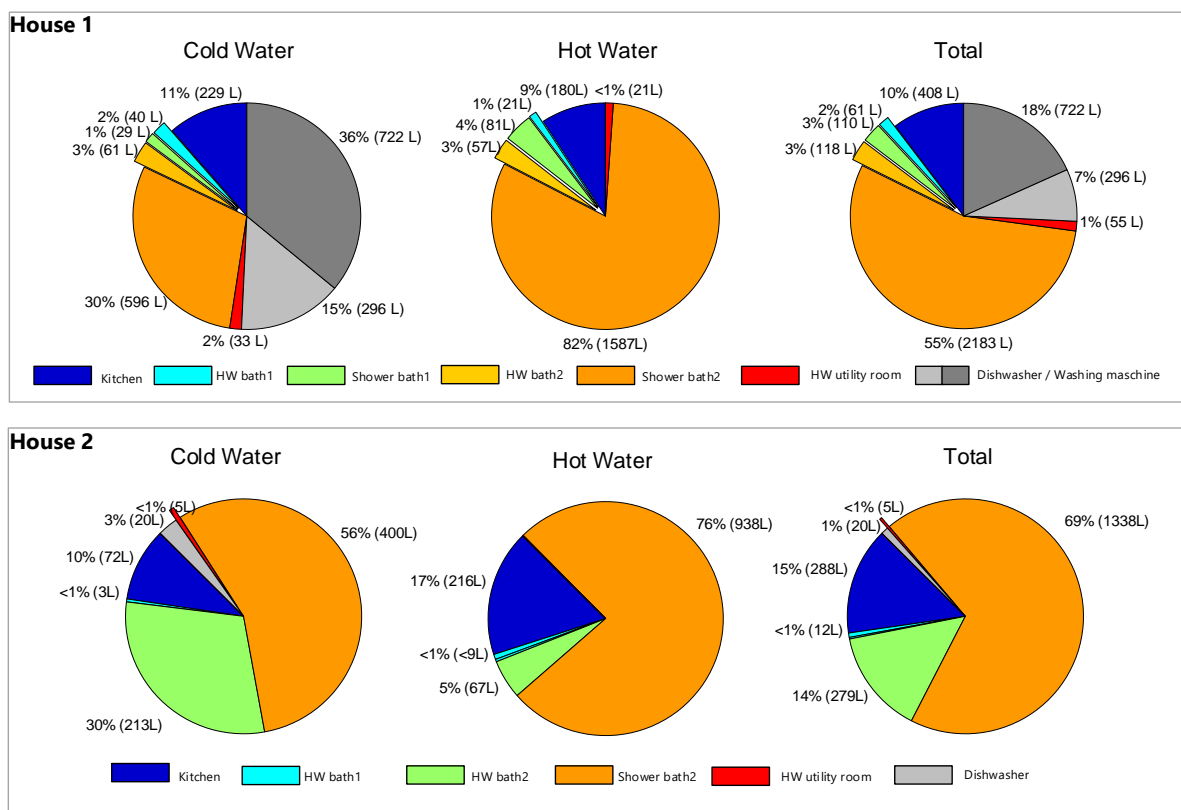 House 1
Cold Water
Hot Water
Total
11% (229 L)
2% (40 L)
1% (29 L)
3% (61 L)
36% (722 L)
30% (596 L)
15% (296 L)
2% (33 L)
9% (180L)
<1% (21L)
1% (21L)
4% (81L)
3% (57L)
82% (1587L)
10% (408 L)
2% (61 L)
3% (110 L)
3% (118 L)
18% (722 L)
7% (296 L)
1% (55 L)
55% (2183 L)
Kitchen
HW bath1
Shower bath1
HW bath2
Shower bath2
HW utility room
Dishwasher / Washing maschine
House 2
Cold Water
Hot Water
Total
<1% (5L)
3% (20L)
10% (72L)
<1% (3L)
56% (400L)
30% (213L)
76% (938L)
17% (216L)
<1% (<9L)
5% (67L)
<1% (5L)
1% (20L)
15% (288L)
<1% (12L)
69% (1338L)
14% (279L)
Kitchen
HW bath1
HW bath2
Shower bath2
HW utility room
Dishwasher